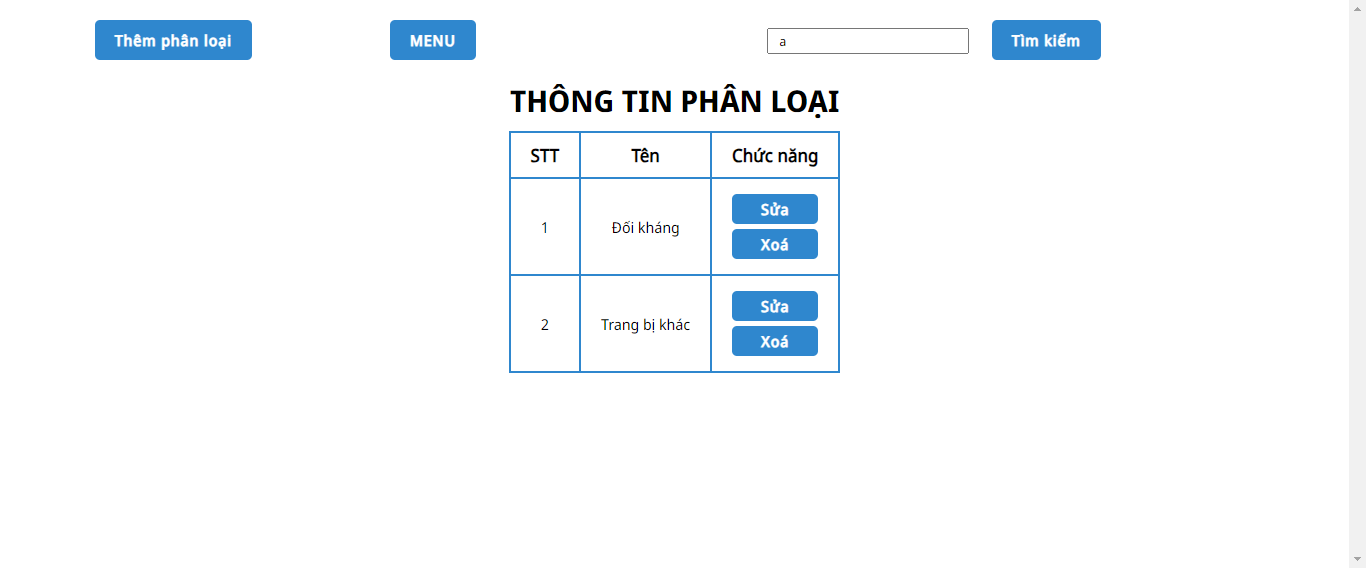 Thêm phân loại MENU a Tìm kiếm
THÔNG TIN PHÂN LOẠI
STT Tên Chức năng
1 Đối kháng Sửa
Xoá
2 Trang bị khác Sửa
Xoá